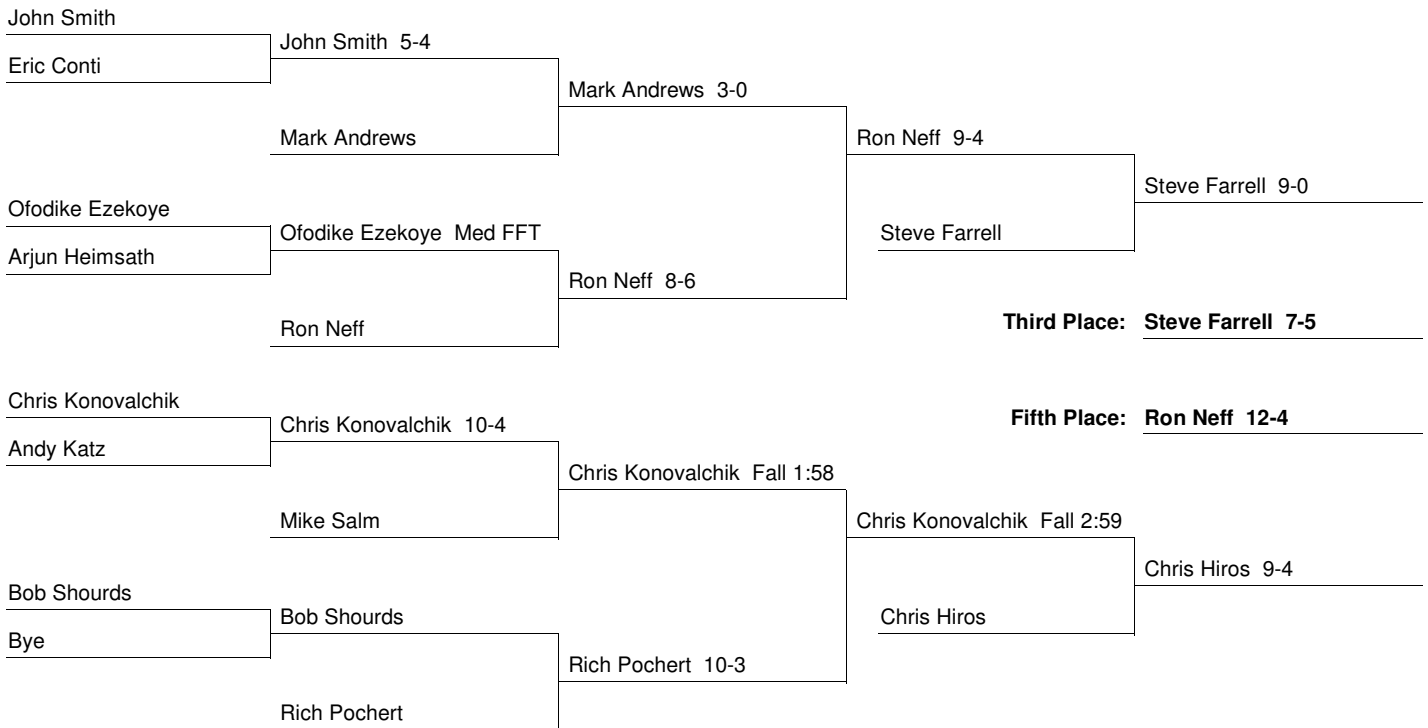 John Smith
John Smith 5-4
Eric Conti
Mark Andrews 3-0
Mark Andrews
Ron Neff 9-4
Steve Farrell 9-0
Ofodike Ezekoye
Ofodike Ezekoye Med FFT
Steve Farrell
Arjun Heimsath
Ron Neff 8-6
Ron Neff
Third Place: Steve Farrell 7-5
Chris Konovalchik
Chris Konovalchik 10-4
Fifth Place: Ron Neff 12-4
Andy Katz
Chris Konovalchik Fall 1:58
Mike Salm
Chris Konovalchik Fall 2:59
Chris Hiros 9-4
Bob Shourds
Bob Shourds
Chris Hiros
Bye
Rich Pochert 10-3
Rich Pochert